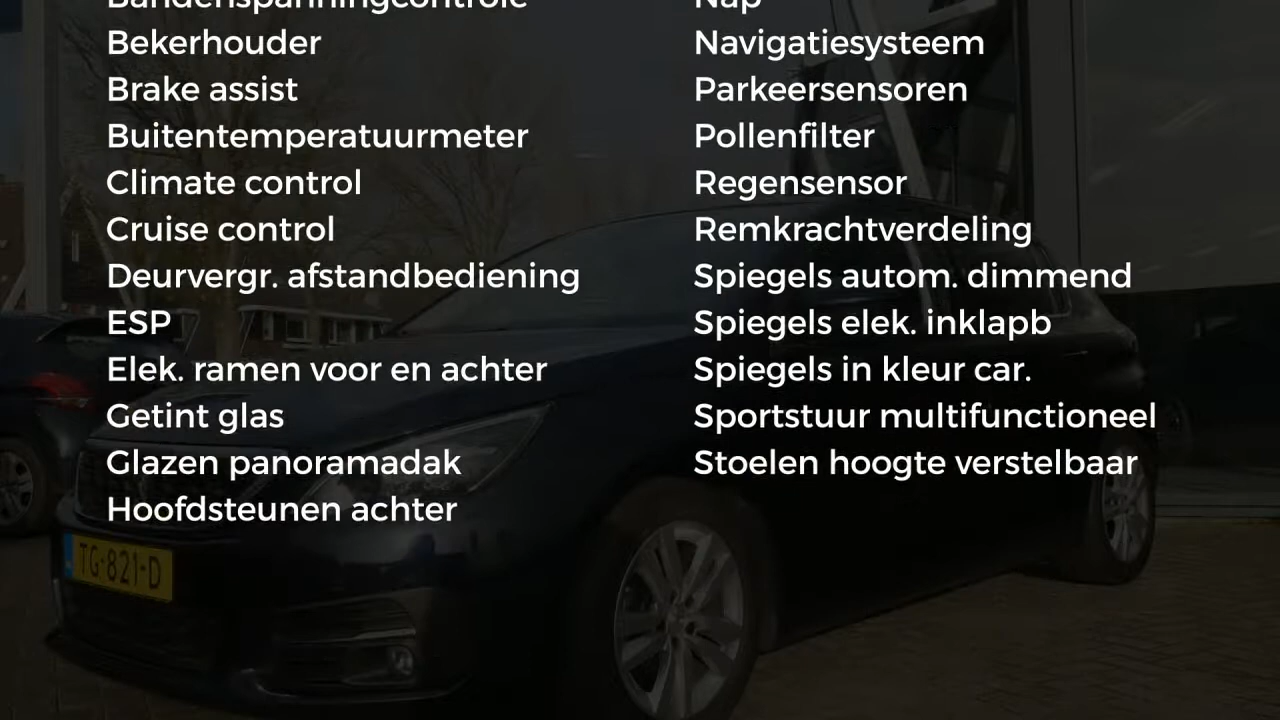 Bandenspanningcontrole
Bekerhouder
Brake assist
Buitentemperatuurmeter
Climate control
Cruise control
Deurvergr. afstandbediening
ESP
Elek. ramen voor en achter
Getint glas
Glazen panoramadak
Hoofdsteunen achter
Nap
Navigatiesysteem
Parkeersensoren
Pollenfilter
Regensensor
Remkrachtverdeling
Spiegels autom. dimmend
Spiegels elek. inklapb
Spiegels in kleur car.
Sportstuur multifunctioneel
Stoelen hoogte verstelbaar
TG-821-D